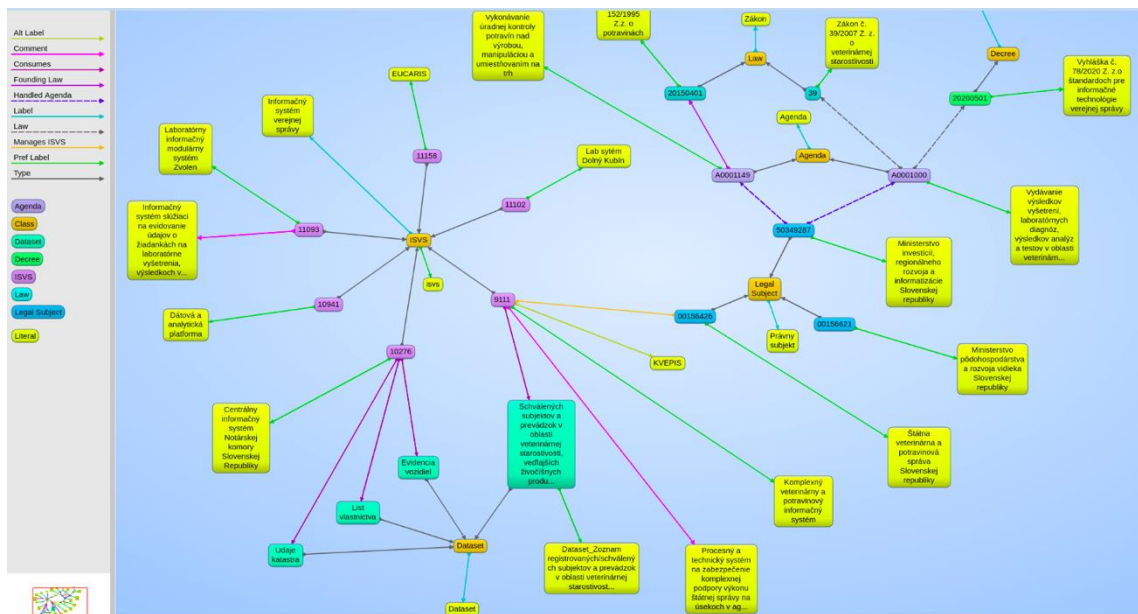 Alt Label
Comment
Consumes
Founding Law
Handled Agenda
Label
Law
Manages ISVS
Pref Label
Type
Agenda
Class
Dataset
Decree
ISVS
Law
Legal Subject
Literal
Vykonávanie
úradnej kontroly
potravín nad
výrobou,
manipuláciou a
umiestňovaním na
trh
152/1995
Z.z. o
potravinách
Zákon
Zákon č.
39/2007 Z. z.
o
veterinárnej
starostlivosti
Law
Decree
Vyhláška č.
78/2020 Z. z.o
štandardoch pre
informačné
technológie
verejnej správy
20150401
39
20200501
EUCARIS
Informačný
systém
verejnej
správy
Agenda
Laboratórny
informačný
modulárny
systém
Zvolen
11158
Lab sytém
Dolný Kubín
Agenda
A0001149
A0001000
Informačný
systém slúžiaci
na evidovanie
údajov o
žiadankách na
laboratórne
vyšetrenia,
výsledkoch v...
11093
11102
ISVS
Vydávanie
výsledkov
vyšetrení,
laboratórnych
diagnóz,
výsledkov analýz
a testov v oblasti
veterinárn...
50349287
Ministerstvo
investícií,
regionálneho
rozvoja a
informatizácie
Slovenskej
republiky
isvs
Legal
Subject
10941
9111
Dátová a
analytická
platforma
00156426
00156621
Právny
subjekt
10276
KVEPIS
Ministerstvo
pôdohospodárstva
a rozvoja vidieka
Slovenskej
republiky
Centrálny
informačný
systém
Notárskej
komory
Slovenskej
Republiky
Schválených
subjektov a
prevádzok v
oblasti
veterinárnej
starostivosti,
vedľajších
živočíšnych
produ...
Štátna
veterinárna a
potravinová
správa
Slovenskej
republiky
Evidencia
vozidiel
Komplexný
veterinárny a
potravinový
informačný
systém
List
vlastnictva
Udaje
katastra
Dataset
Dataset_Zoznam
registrovaných/schválen
ých subjektov a prevádzok
v oblasti veterinárnej
starostivost...
Procesný a
technický systém
na zabezpečenie
komplexnej
podpory výkonu
štátnej správy na
úsekoch v ag...
Dataset